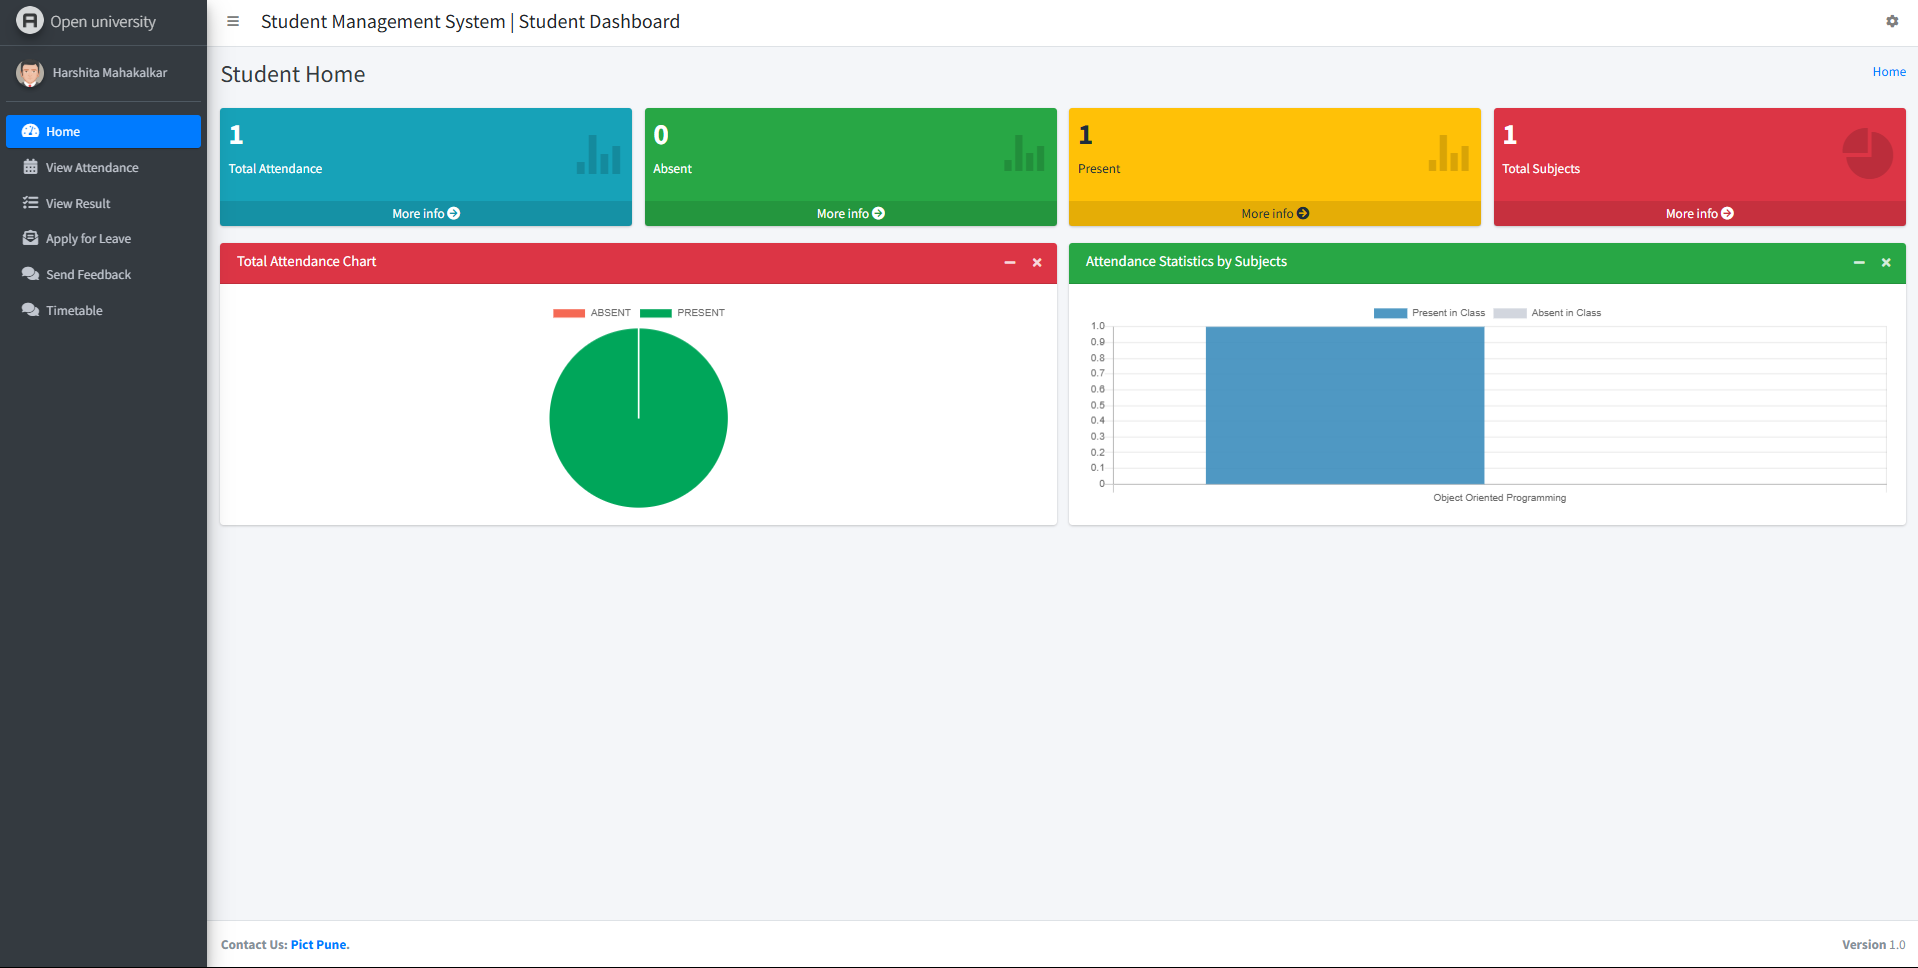 Open university
Student Management System | Student Dashboard
Harshita Mahakalkar
Home
View Attendance
View Result
Apply for Leave
Send Feedback
Timetable
Student Home
Home
1
Total Attendance
More info
0
Absent
More info
1
Present
More info
1
Total Subjects
More info
Total Attendance Chart
ABSENT PRESENT
Attendance Statistics by Subjects
Present in Class Absent in Class
1.0
0.9
0.8
0.7
0.6
0.5
0.4
0.3
0.2
0.1
0
Object Oriented Programming
Contact Us: Pict Pune.
Version 1.0